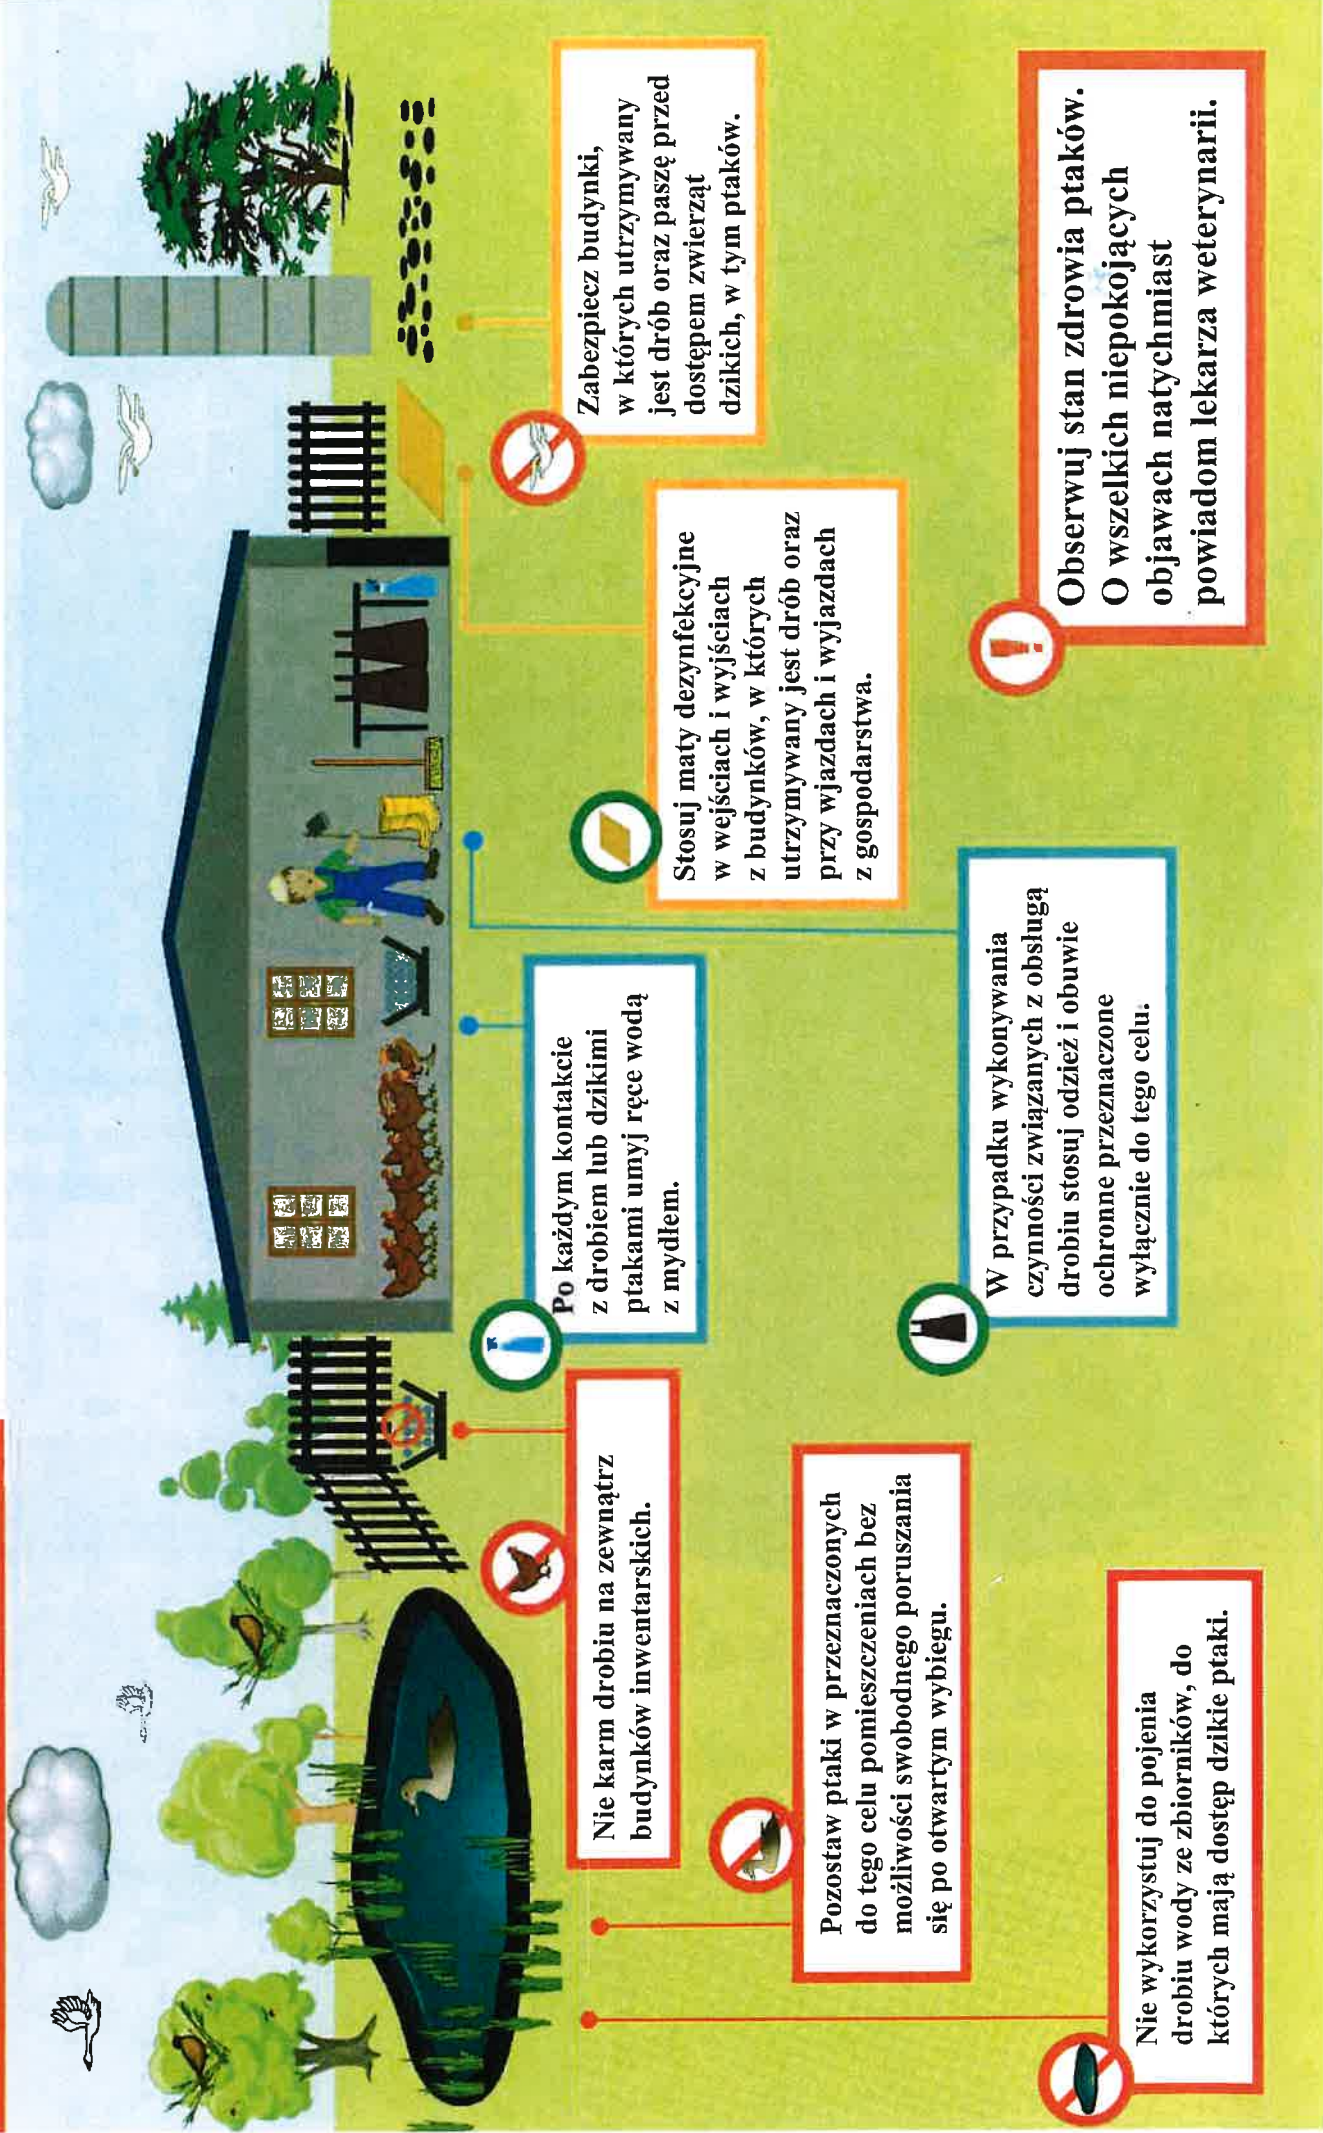 Nie karm drobiu na zewnątrz
budynków inwentarskich.
Pozostaw ptaki w przeznaczonych
do tego celu pomieszczeniach bez
możliwości swobodnego poruszania
się po otwartym wybiegu.
Nie wykorzystuj do pojenia
drobiu wody ze zbiorników, do
których mają dostęp dzikie ptaki.
Po każdym kontakcie
z drobiem lub dzikimi
ptakami umyj ręce wodą
z mydłem.
W przypadku wykonywania
czynności związanych z obsługą
drobiu stosuj odzież i obuwie
ochronne przeznaczone
wyłącznie do tego celu.
Stosuj maty dezynfekcyjne
w wejściach i wyjściach
z budynków, w których
utrzymywany jest drób oraz
przy wjazdach i wyjazdach
z gospodarstwa.
Zabezpiecz budynki,
w których utrzymywany
jest drób oraz paszę przed
dostępem zwierząt
dzikich, w tym ptaków.
Obserwuj stan zdrowia ptaków.
O wszelkich niepokojących
objawach natychmiast
powiadom lekarza weterynarii.